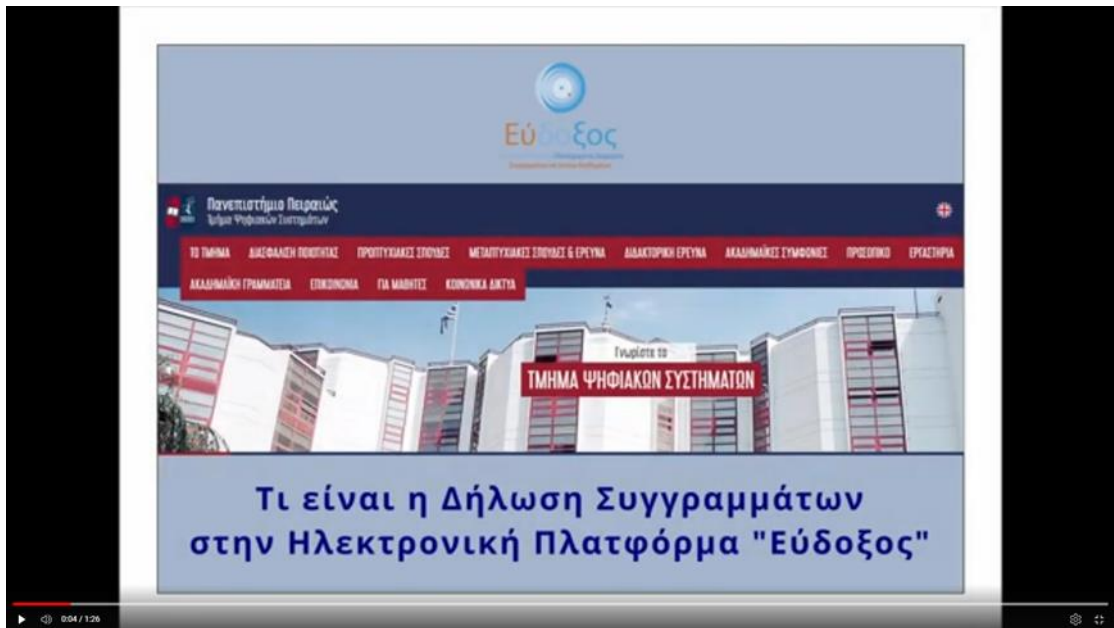 Εύδοξος
Πανεπιστήμιο Πειραιώς
Τμήμα Ψηφιακών Συστημάτων
ΤΟ ΤΜΗΜΑ ΔΙΑΣΦΑΛΙΣΗ ΠΟΙΟΤΗΤΑΣ ΠΡΟΠΤΥΧΙΑΚΕΣ ΣΠΟΥΔΕΣ ΜΕΤΑΠΤΥΧΙΑΚΕΣ ΣΠΟΥΔΕΣ & ΕΡΕΥΝΑ ΔΙΔΑΚΤΟΡΙΚΗ ΕΡΕΥΝΑ ΑΚΑΔΗΜΑΪΚΕΣ ΣΥΜΦΩΝΙΕΣ ΠΡΟΣΩΠΙΚΟ ΕΡΓΑΣΤΗΡΙΑ
ΑΚΑΔΗΜΑΪΚΗ ΓΡΑΜΜΑΤΕΙΑ ΕΠΙΚΟΙΝΩΝΙΑ ΓΙΑ ΜΑΘΗΤΕΣ ΚΟΙΝΩΝΙΚΑ ΔΙΚΤΥΑ
Γνωρίστε το
ΤΜΗΜΑ ΨΗΦΙΑΚΩΝ ΣΥΣΤΗΜΑΤΩΝ
Τι είναι η Δήλωση Συγγραμμάτων
στην Ηλεκτρονική Πλατφόρμα "Εύδοξος"
0:04 / 1:26